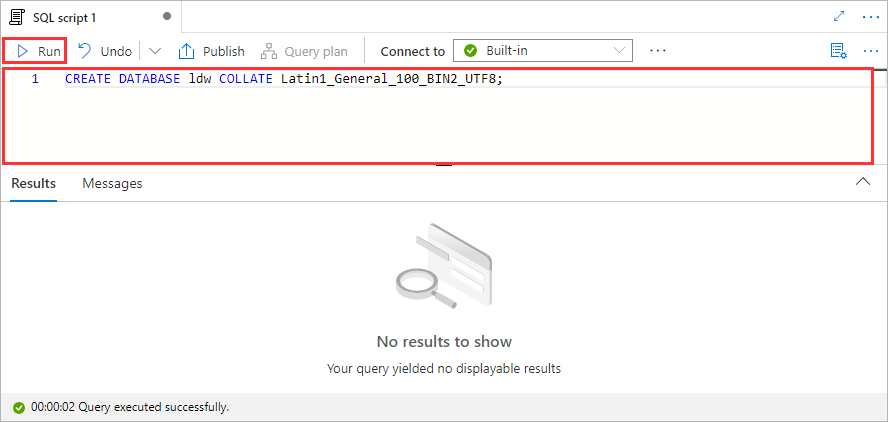 SQL script 1
Run Undo Publish Query plan Connect to Built-in
1 CREATE DATABASE ldw COLLATE Latin1_General_100_BIN2_UTF8;
Results Messages
No results to show
Your query yielded no displayable results
00:00:02 Query executed successfully.